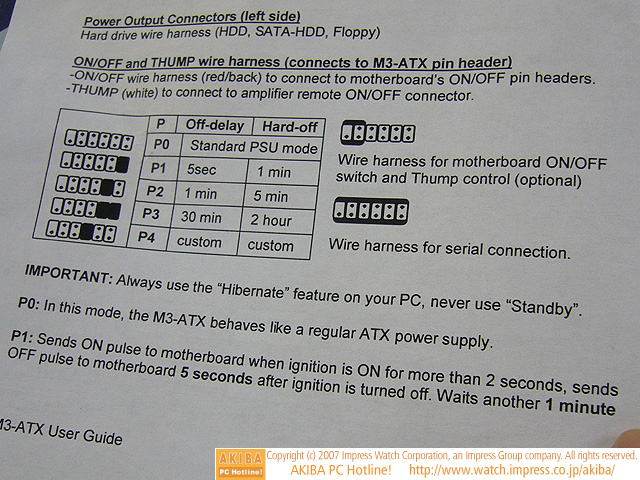 Power Output Connectors (left side)
Hard drive wire harness (HDD, SATA-HDD, Floppy)
ON/OFF and THUMP wire harness (connects to M3-ATX pin header)
-ON/OFF wire harness (red/back) to connect to motherboard's ON/OFF pin headers.
-THUMP (white) to connect to amplifier remote ON/OFF connector.
P Off-delay Hard-off
P0 Standard PSU mode
P1 5sec 1 min
P2 1 min 5 min
P3 30 min 2 hour
P4 custom custom
Wire harness for motherboard ON/OFF
switch and Thump control (optional)
Wire harness for serial connection.
IMPORTANT: Always use the "Hibernate" feature on your PC, never use "Standby".
P0: In this mode, the M3-ATX behaves like a regular ATX power supply.
P1: Sends ON pulse to motherboard when ignition is ON for more than 2 seconds, sends
OFF pulse to motherboard 5 seconds after ignition is turned off. Waits another 1 minute
M3-ATX User Guide
AKIBA
PC Hotline!
Copyright (c) 2007 Impress Watch Corporation, an Impress Group company. All rights reserved.
AKIBA PC Hotline! http://www.watch.impress.co.jp/akiba/